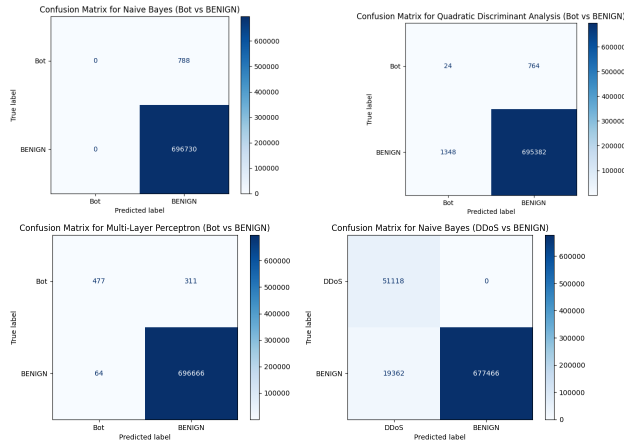 Confusion Matrix for Naive Bayes (Bot vs BENIGN)
Bot
BENIGN
True label
0
788
0
696730
Bot
BENIGN
Predicted label
600000
500000
400000
300000
200000
100000
0
Confusion Matrix for Quadratic Discriminant Analysis (Bot vs BENIGN)
Bot
BENIGN
True label
24
764
1348
695382
Bot
BENIGN
Predicted label
600000
500000
400000
300000
200000
100000
Confusion Matrix for Multi-Layer Perceptron (Bot vs BENIGN)
Bot
BENIGN
True label
477
311
64
696666
Bot
BENIGN
Predicted label
600000
500000
400000
300000
200000
100000
Confusion Matrix for Naive Bayes (DDoS vs BENIGN)
DDoS
BENIGN
True label
51118
0
19362
677466
DDoS
BENIGN
Predicted label
600000
500000
400000
300000
200000
100000
0